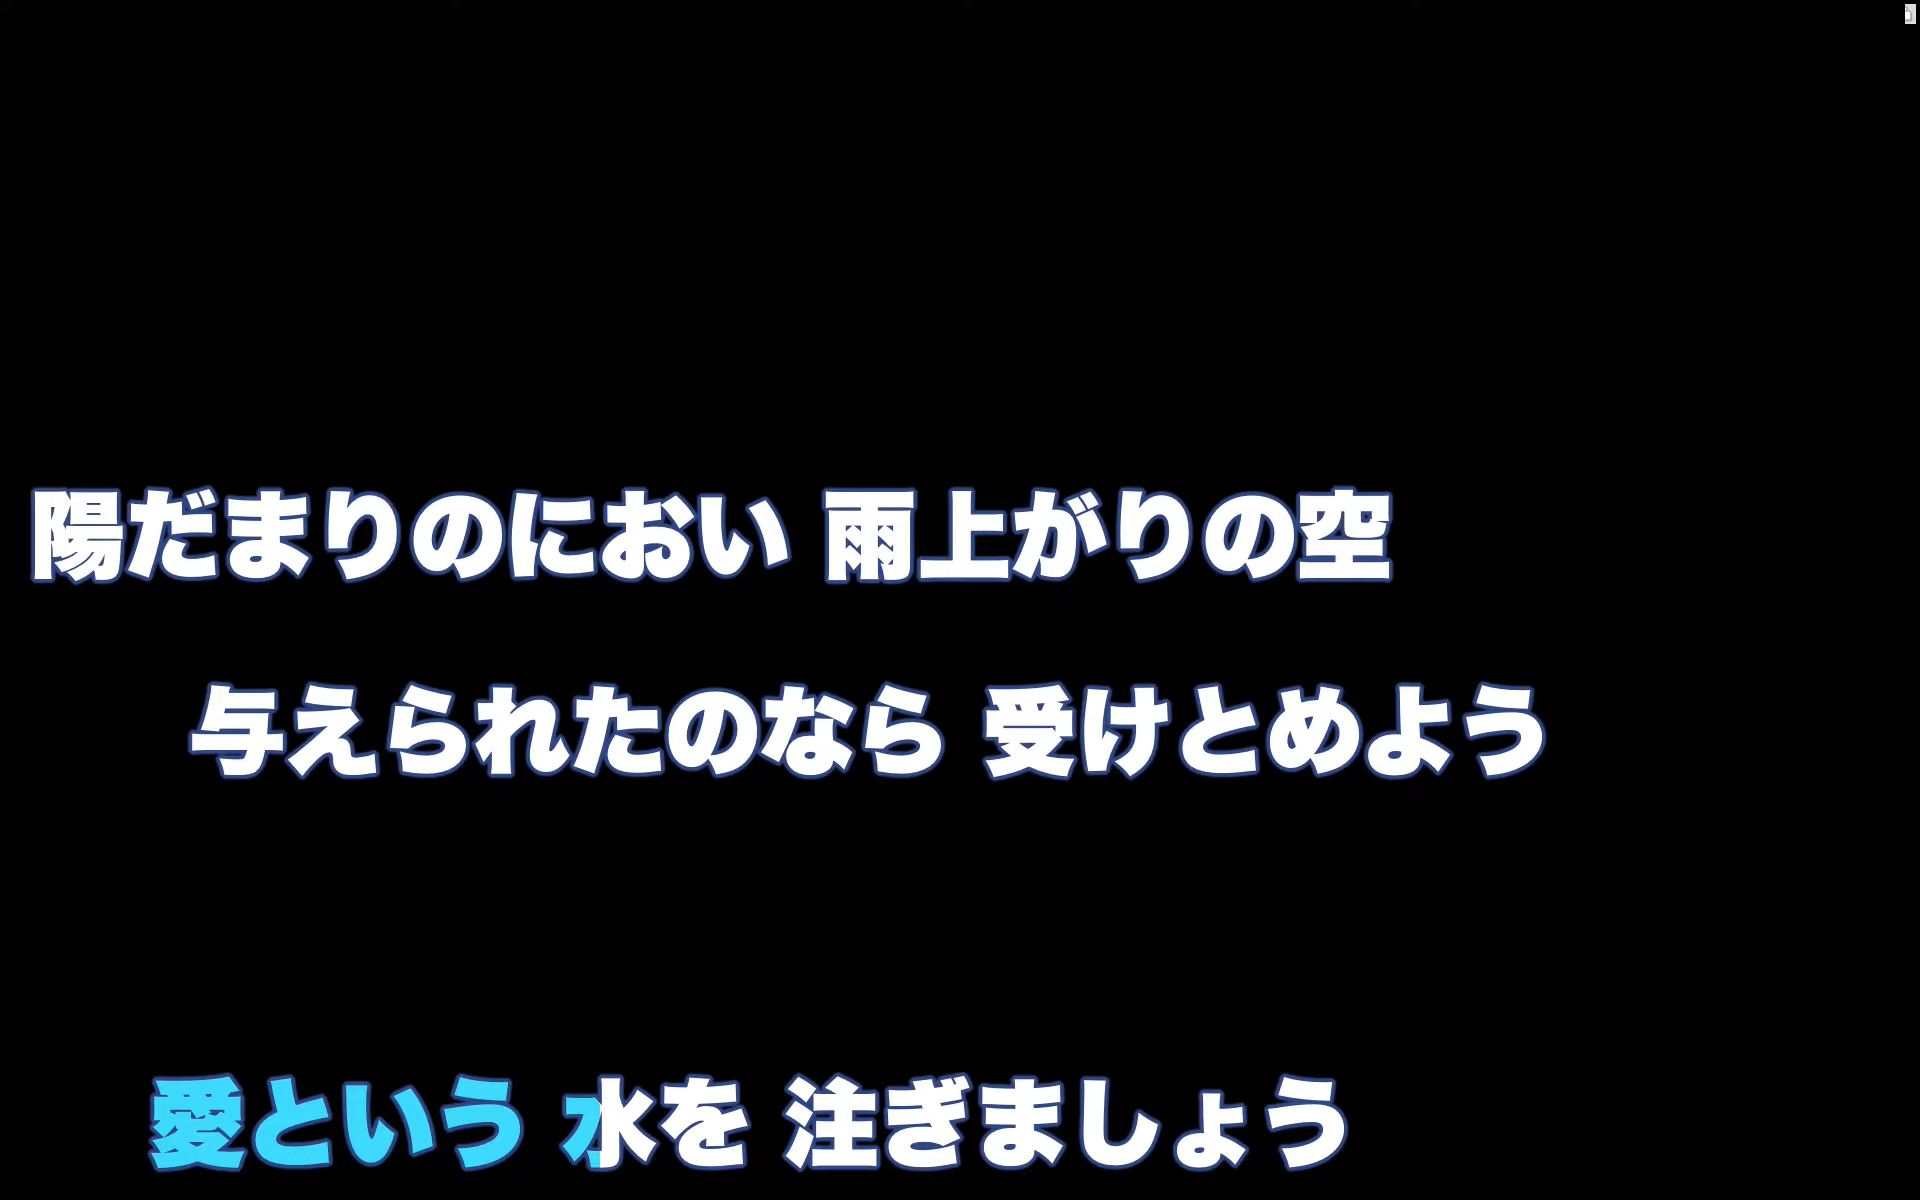 陽だまりのにおい 雨上がりの空
与えられたのなら 受けとめよう
愛という 水を 注ぎましょう